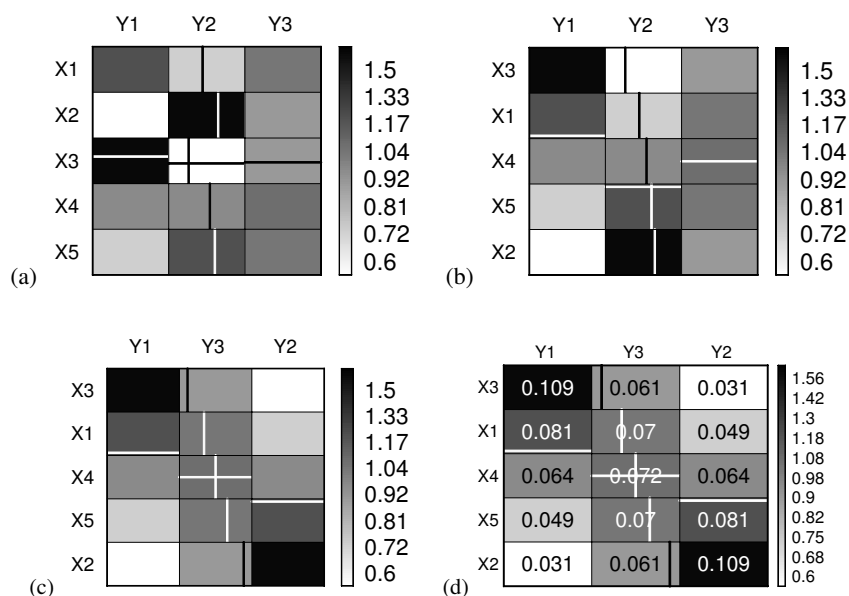 Y1 Y2 Y3
X1
X2
X3
X4
X5
1.5
1.33
1.17
1.04
0.92
0.81
0.72
0.6
(a)
Y1 Y2 Y3
X3
X1
X4
X5
X2
1.5
1.33
1.17
1.04
0.92
0.81
0.72
0.6
(b)
Y1 Y3 Y2
X3
X1
X4
X5
X2
1.5
1.33
1.17
1.04
0.92
0.81
0.72
0.6
(c)
Y1 Y3 Y2
X3 0.109 0.061 0.031
X1 0.081 0.07 0.049
X4 0.064 0.072 0.064
X5 0.049 0.07 0.081
X2 0.031 0.061 0.109
1.56
1.42
1.3
1.18
1.08
0.98
0.9
0.82
0.75
0.68
0.6
(d)